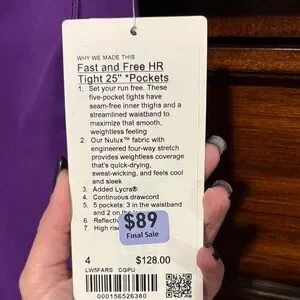 WHY WE MADE THIS
Fast and Free HR
Tight 25" *Pockets
1. Set your run free. These
five-pocket tights have
seam-free inner thighs and a
streamlined waistband to
maximize that smooth,
weightless feeling
2. Our Nulux™ fabric with
engineered four-way stretch
provides weightless coverage
that's quick-drying,
sweat-wicking, and feels cool
and sleek
3. Added Lycra®
4. Continuous drawcord
5. 5 pockets: 3 in the waistband
and 2 on
6. Reflecti
7. High ris
$89
Final Sale
4 $128.00
LW5FARS CGPU
000156526380